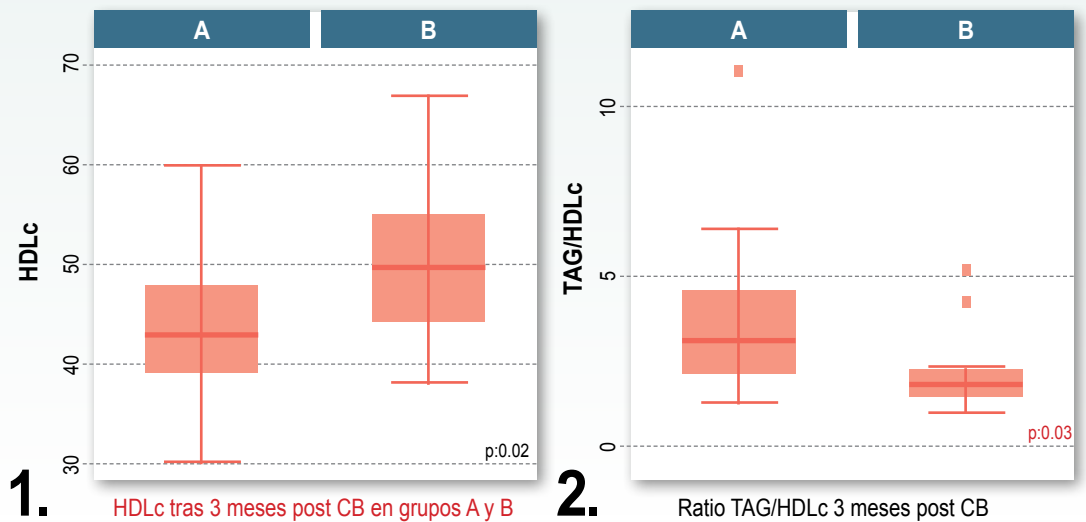 A
B
HDLc
70
60
50
40
30
p:0.02
1.
HDLc tras 3 meses post CB en grupos A y B
A
B
TAG/HDLc
10
5
0
p:0.03
2.
Ratio TAG/HDLc 3 meses post CB